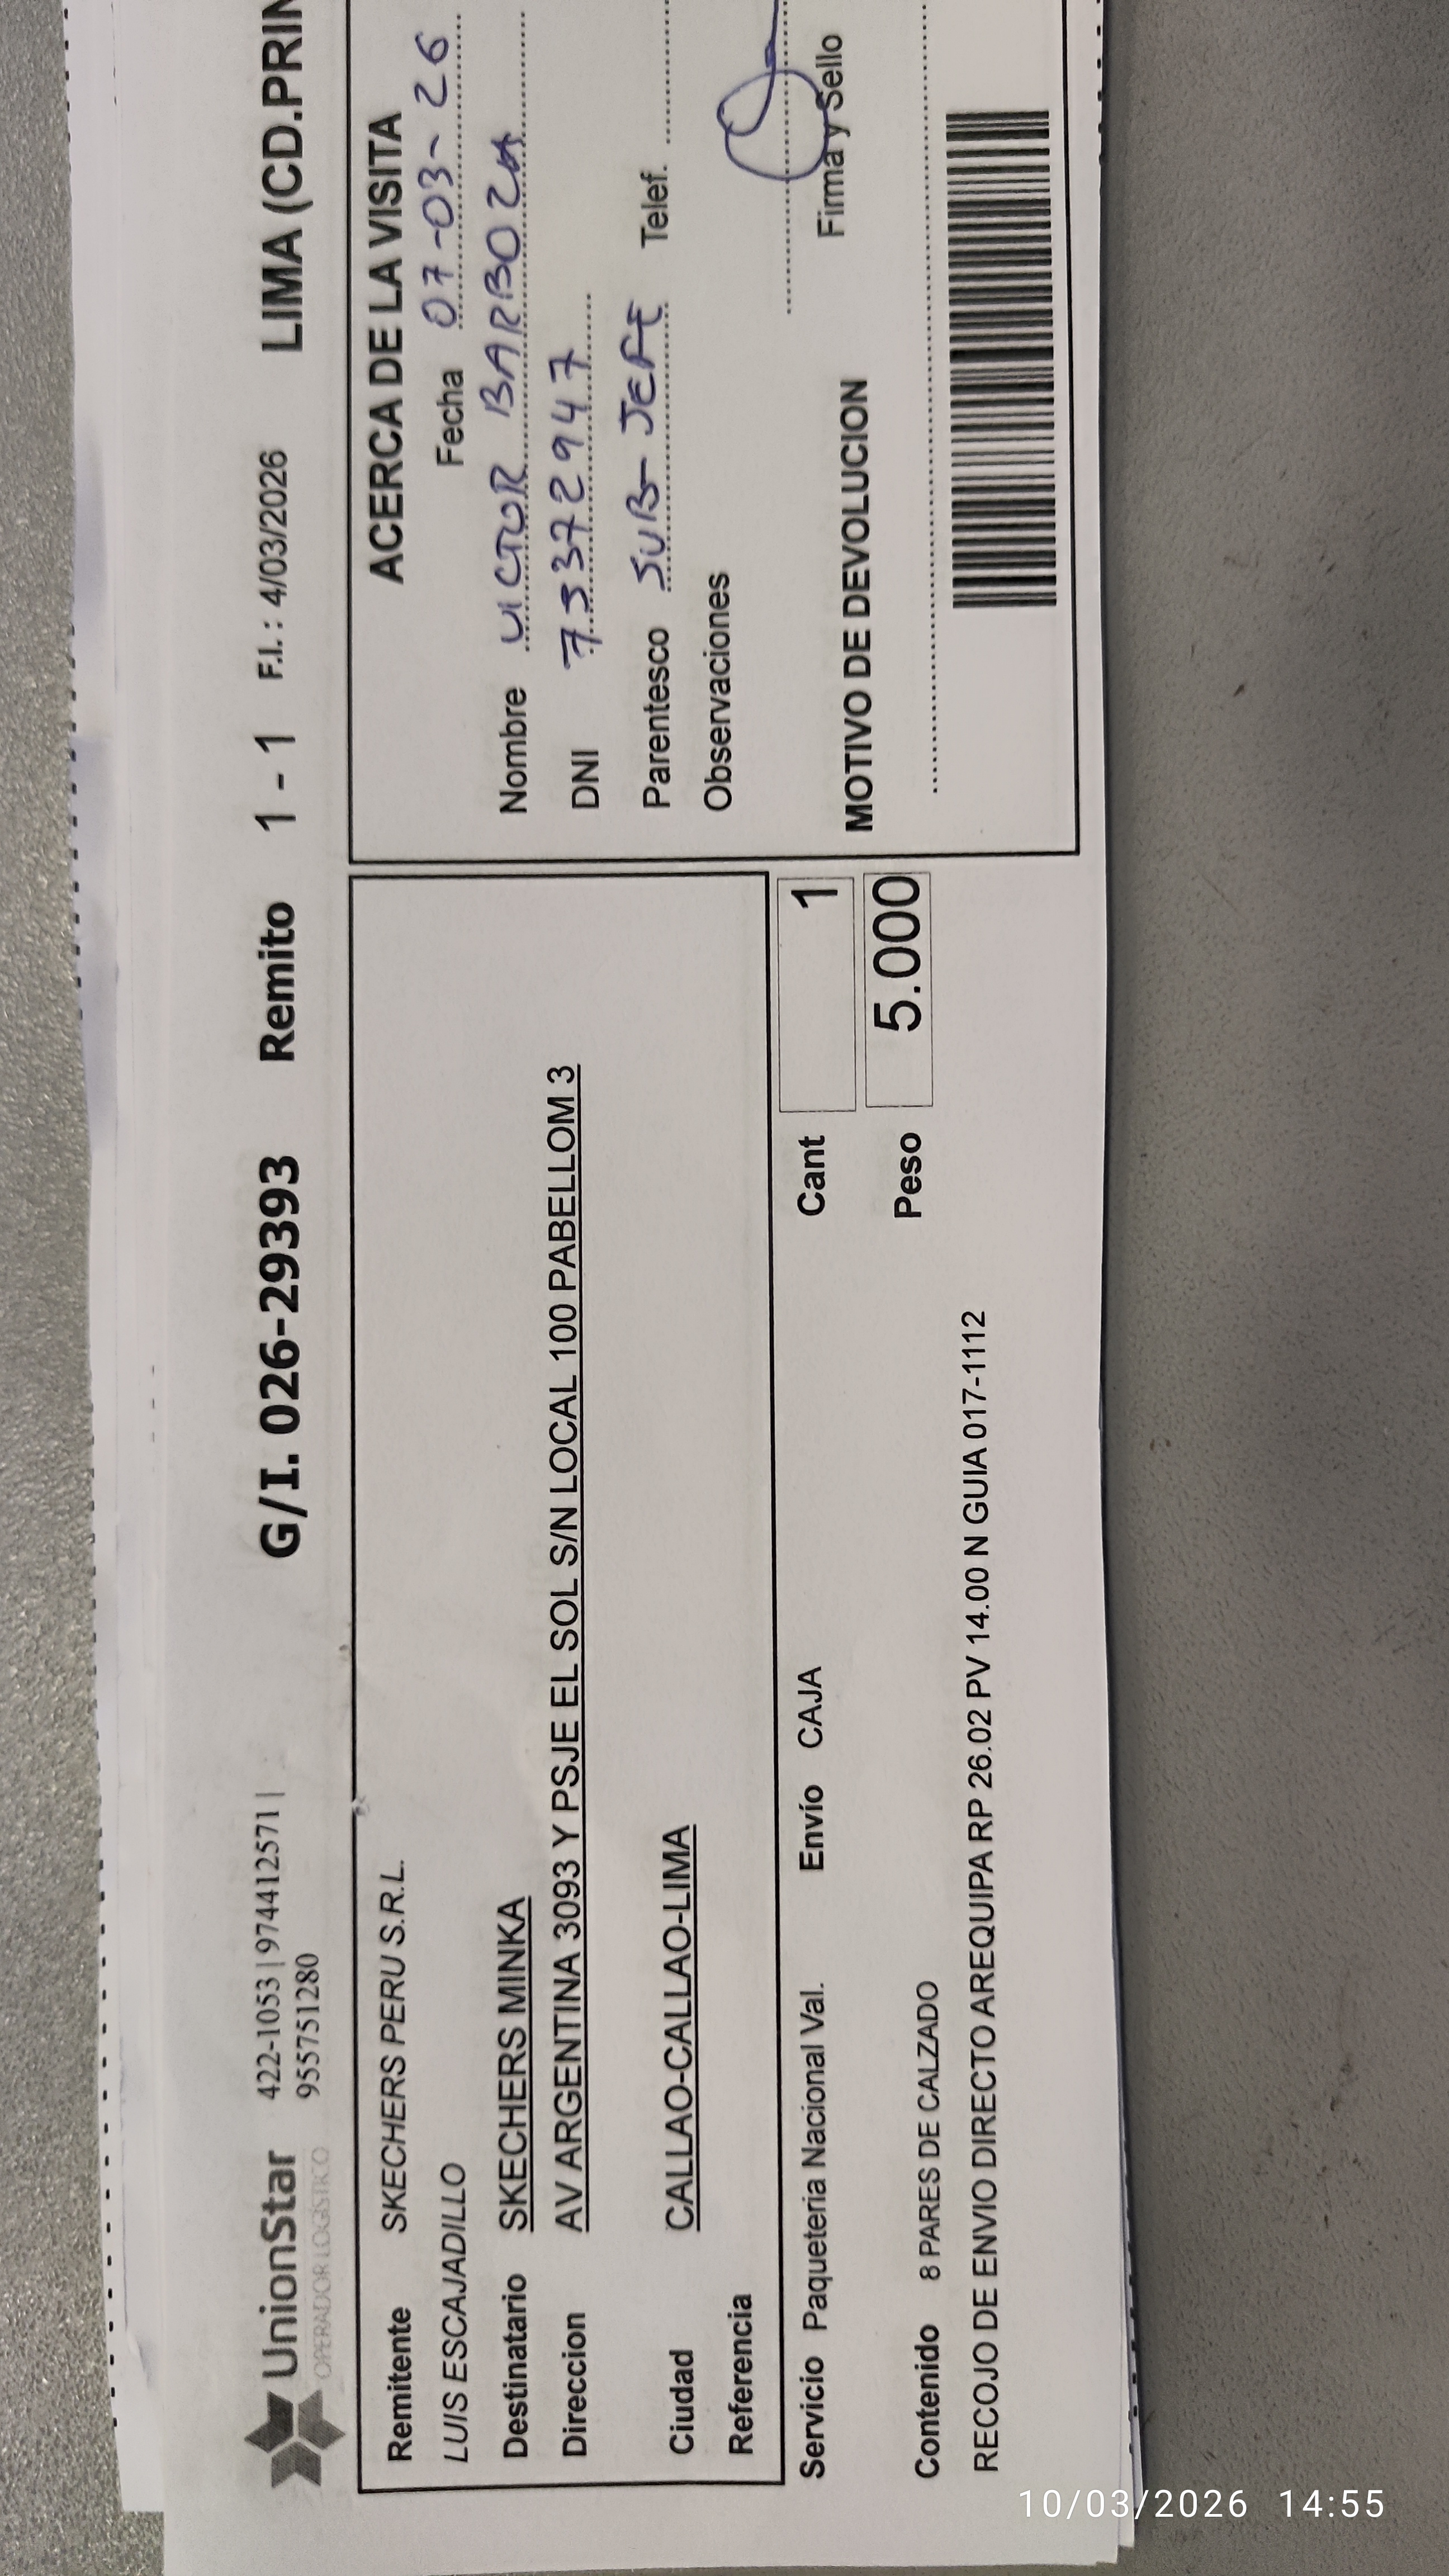 UnionStar
OPERADOR LOGÍSTICO
422-1053 | 974412571 |
955751280
G/I. 026-29393 Remito 1 - 1 F.I. : 4/03/2026 LIMA (CD.PRIN
Remitente SKECHERS PERU S.R.L.
LUIS ESCAJADILLO
Destinatario SKECHERS MINKA
Direccion AV ARGENTINA 3093 Y PSJE EL SOL S/N LOCAL 100 PABELLOM 3
Ciudad CALLAO-CALLAO-LIMA
Referencia
Servicio Paqueteria Nacional Val. Envío CAJA Cant 1
Peso 5.000
Contenido 8 PARES DE CALZADO
RECOJO DE ENVIO DIRECTO AREQUIPA RP 26.02 PV 14.00 N GUIA 017-1112
ACERCA DE LA VISITA
Fecha 07-03-26
Nombre VICTOR BARBOZA
DNI 75372947
Parentesco SUB-JEFE Telef.
Observaciones
Firma y Sello
MOTIVO DE DEVOLUCION
10/03/2026 14:55